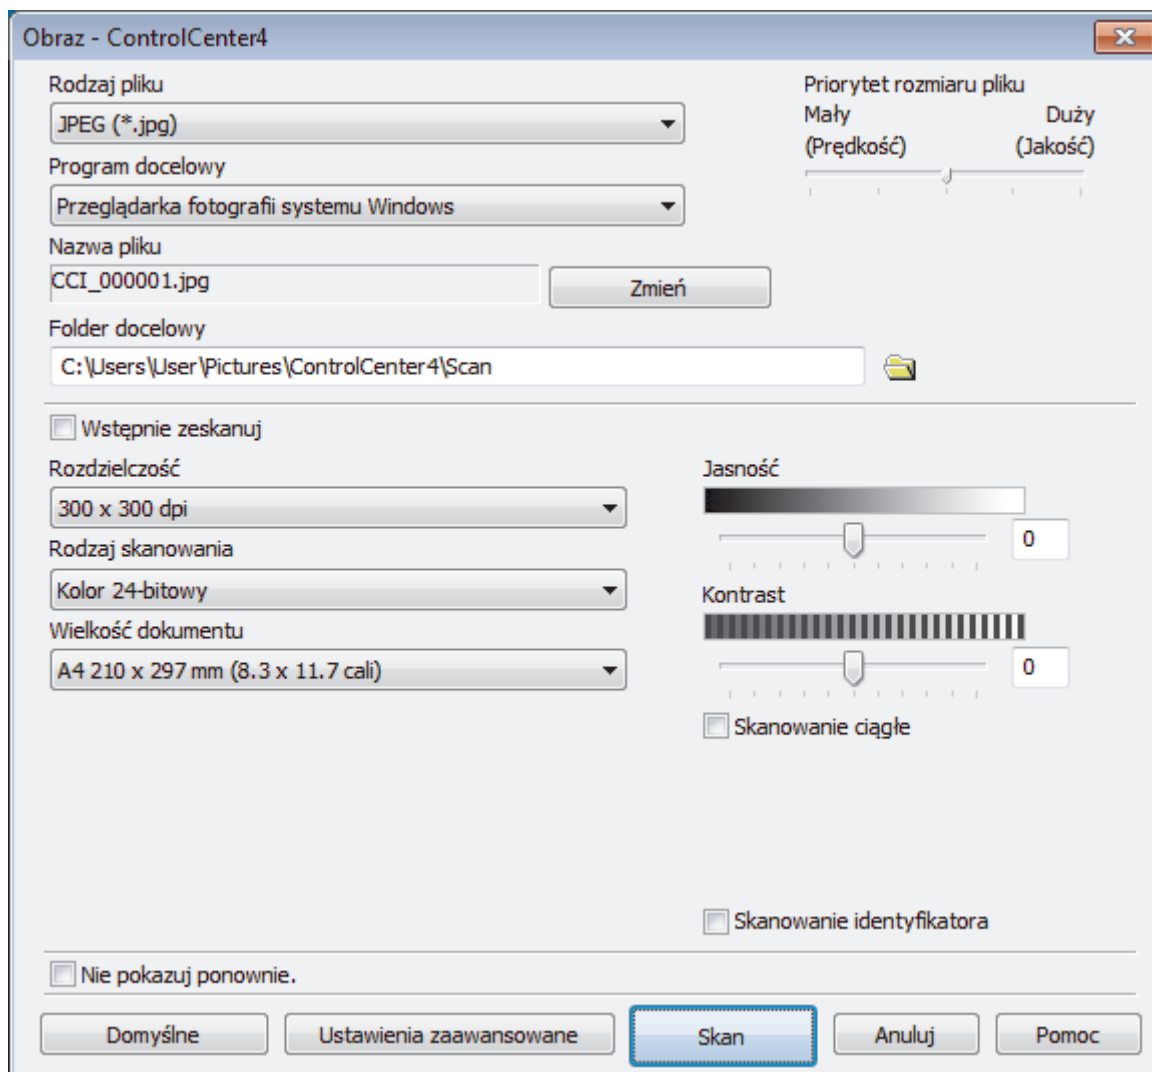 Obraz - ControlCenter4
Rodzaj pliku
JPEG (*.jpg)
Priorytet rozmiaru pliku
Mały Duży
(Prędkość) (Jakość)
Program docelowy
Przeglądarka fotografii systemu Windows
Nazwa pliku
CCI_000001.jpg
Zmień
Folder docelowy
C:\Users\User\Pictures\ControlCenter4\Scan
Wstępnie zeskanuj
Rozdzielczość
300 x 300 dpi
Rodzaj skanowania
Kolor 24-bitowy
Wielkość dokumentu
A4 210 x 297 mm (8.3 x 11.7 cali)
Jasność
0
Kontrast
0
Skanowanie ciągłe
Skanowanie identyfikatora
Nie pokazuj ponownie.
Domyślne
Ustawienia zaawansowane
Skan
Anuluj
Pomoc